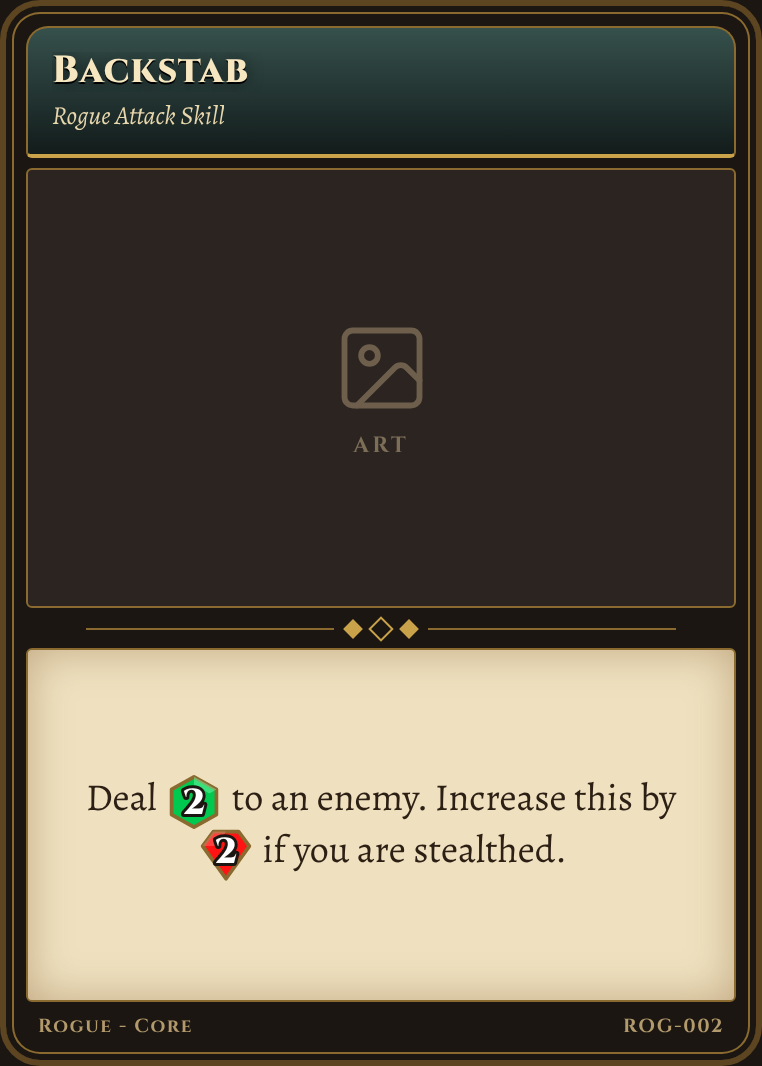 Backstab
Rogue Attack Skill
ART
Deal 2 to an enemy. Increase this by
2 if you are stealthed.
Rogue - Core
ROG-002